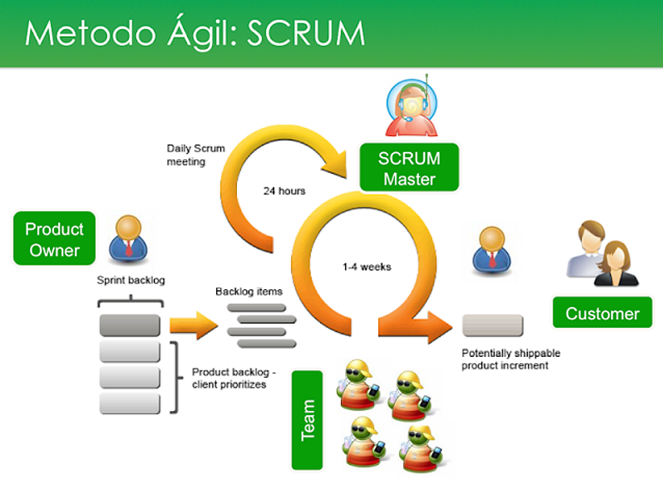 Metodo Ágil: SCRUM
Daily Scrum
meeting
24 hours
SCRUM
Master
Product
Owner
1-4 weeks
Sprint backlog
Backlog items
Customer
Potentially shippable
product increment
Product backlog -
client prioritizes
Team